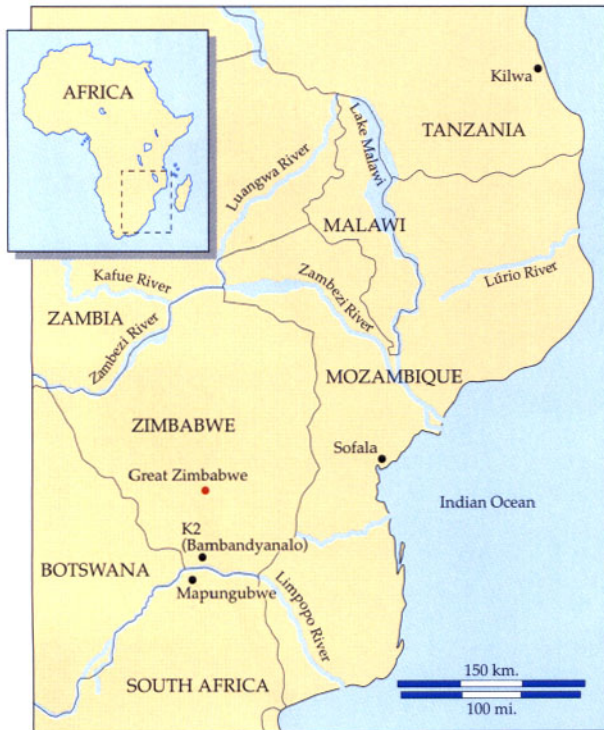 AFRICA
Kilwa
TANZANIA
Lake Malawi
Luangwa River
MALAWI
Kafue River
Zambezi River
Lûrio River
ZAMBIA
Zambezi River
MOZAMBIQUE
ZIMBABWE
Sofala
Great Zimbabwe
Indian Ocean
K2
(Bambandyanalo)
BOTSWANA
Mapungubwe
Limpopo River
150 km.
SOUTH AFRICA
100 mi.